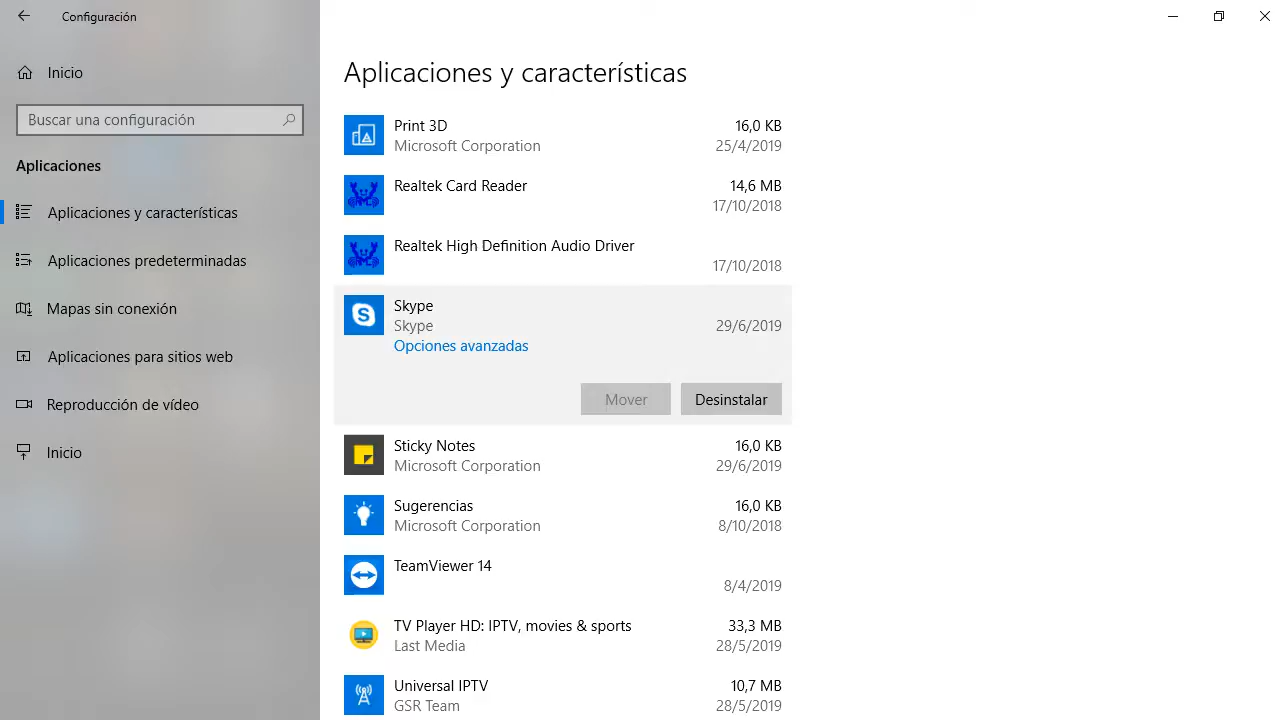 Configuración
Inicio
Buscar una configuración
Aplicaciones
Aplicaciones y características
Aplicaciones predeterminadas
Mapas sin conexión
Aplicaciones para sitios web
Reproducción de vídeo
Inicio
Aplicaciones y características
Print 3D 16,0 KB
Microsoft Corporation 25/4/2019
Realtek Card Reader 14,6 MB
17/10/2018
Realtek High Definition Audio Driver
17/10/2018
Skype
Skype 29/6/2019
Opciones avanzadas
Mover Desinstalar
Sticky Notes 16,0 KB
Microsoft Corporation 29/6/2019
Sugerencias 16,0 KB
Microsoft Corporation 8/10/2018
TeamViewer 14
8/4/2019
TV Player HD: IPTV, movies & sports 33,3 MB
Last Media 28/5/2019
Universal IPTV 10,7 MB
GSR Team 28/5/2019